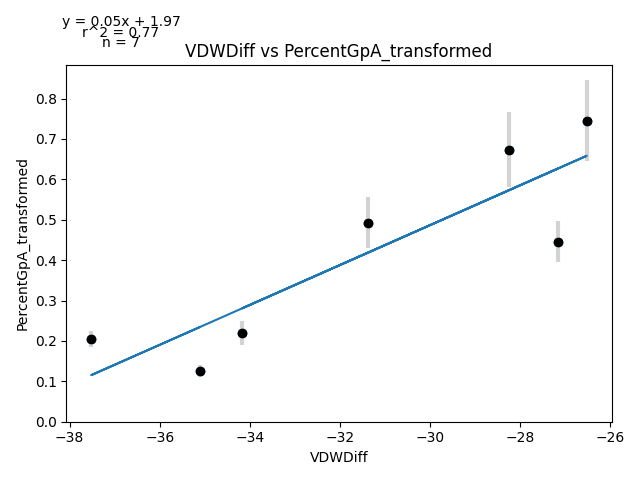 y = 0.05x + 1.97
r^2 = 0.77
n = 7
VDWDiff vs PercentGpA_transformed
PercentGpA_transformed
0.8
0.7
0.6
0.5
0.4
0.3
0.2
0.1
0.0
−38 −36 −34 −32 −30 −28 −26
VDWDiff